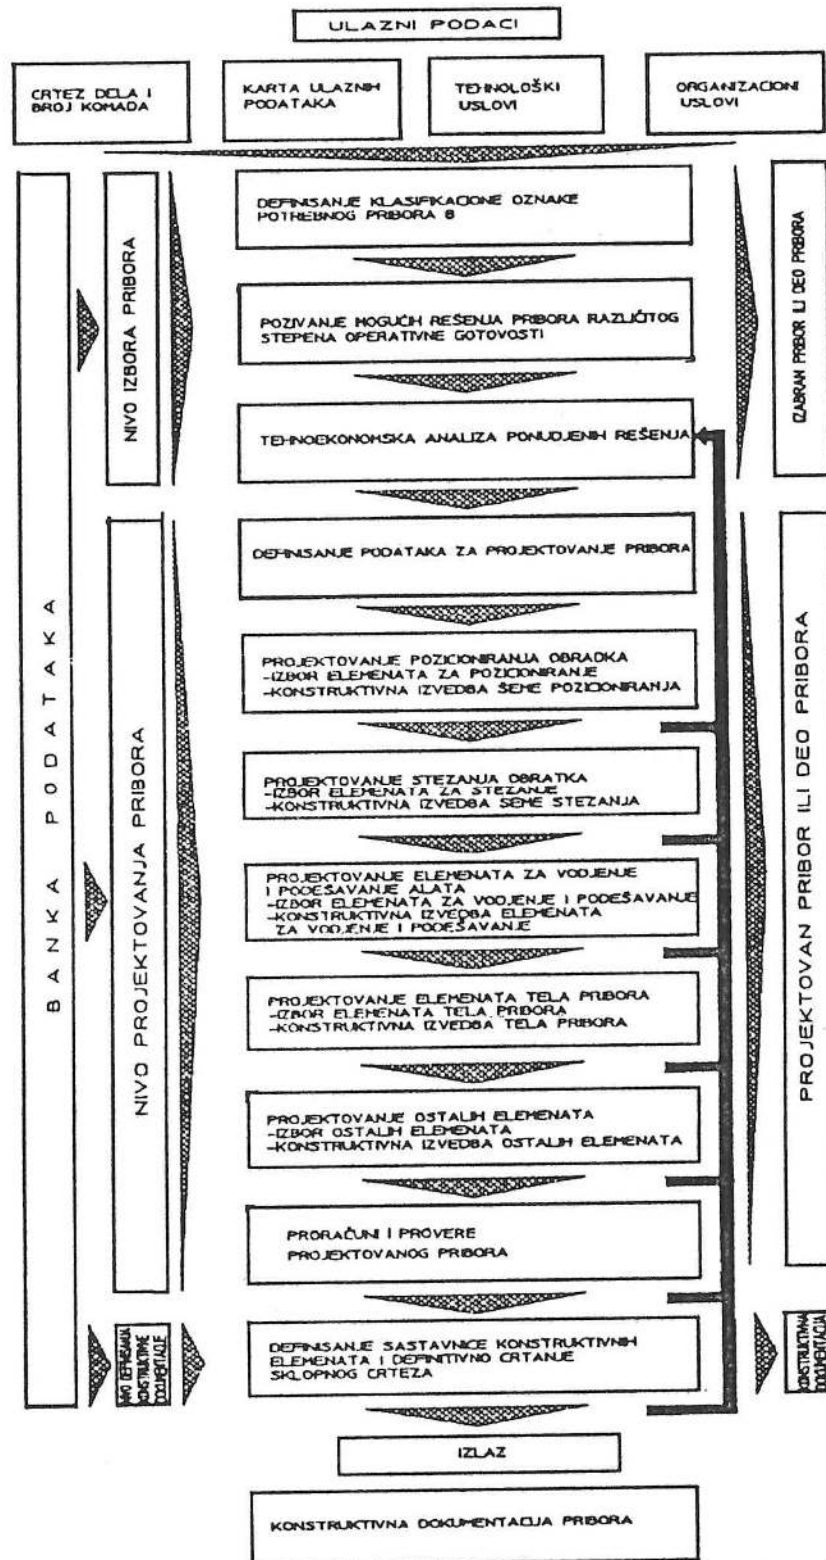 ULAZNI PODACI
CRTEZ DELA I
BROJ KOMADA
KARTA ULAZNIH
PODATAKA
TEHNOLOŠKI
USLOVI
ORGANIZACIONI
USLOVI
BANKA PODATAKA
NIVO IZBORA PRIBORA
DEFINISANJE KLASIFIKACIONE OZNAKE
POTREBNOG PRIBORA B
POZIVANJE MOGUĆIH REŠENJA PRIBORA RAZLIČITOG
STEPENA OPERATIVNE GOTOVOSTI
TEHNOEKONOMSKA ANALIZA PONUDJENIH REŠENJA
IZABRAN PRIBOR ILI DEO PRIBORA
NIVO PROJEKTOVANJA PRIBORA
DEFINISANJE PODATAKA ZA PROJEKTOVANJE PRIBORA
PROJEKTOVANJE POZICIONIRANJA OBRADKA
-IZBOR ELEMENATA ZA POZICIONIRANJE
-KONSTRUKTIVNA IZVEDBA ŠEME POZICIONIRANJA
PROJEKTOVANJE STEZANJA OBRATKA
-IZBOR ELEMENATA ZA STEZANJE
-KONSTRUKTIVNA IZVEDBA SEME STEZANJA
PROJEKTOVANJE ELEMENATA ZA VODJENJE
I PODEŠAVANJE ALATA
-IZBOR ELEMENATA ZA VODJENJE I PODEŠAVANJE
-KONSTRUKTIVNA IZVEDBA ELEMENATA
ZA VODJENJE I PODEŠAVANJE
PROJEKTOVANJE ELEMENATA TELA PRIBORA
-IZBOR ELEMENATA TELA PRIBORA
-KONSTRUKTIVNA IZVEDBA TELA PRIBORA
PROJEKTOVANJE OSTALIH ELEMENATA
-IZBOR OSTALIH ELEMENATA
-KONSTRUKTIVNA IZVEDBA OSTALIH ELEMENATA
PRORAČUNI I PROVERE
PROJEKTOVANOG PRIBORA
PROJEKTOVAN PRIBOR ILI DEO PRIBORA
NIVO DEFINISANJA
KONSTRUKTIVNE
DOCUMENTACIJE
DEFINISANJE SASTAVNICE KONSTRUKTIVNIH
ELEMENATA I DEFINITIVNO CRTANJE
SKLOPNOG CRTEZA
KONSTRUKTIVNA
DOCUMENTACIJA
IZLAZ
KONSTRUKTIVNA DOKUMENTACIJA PRIBORA